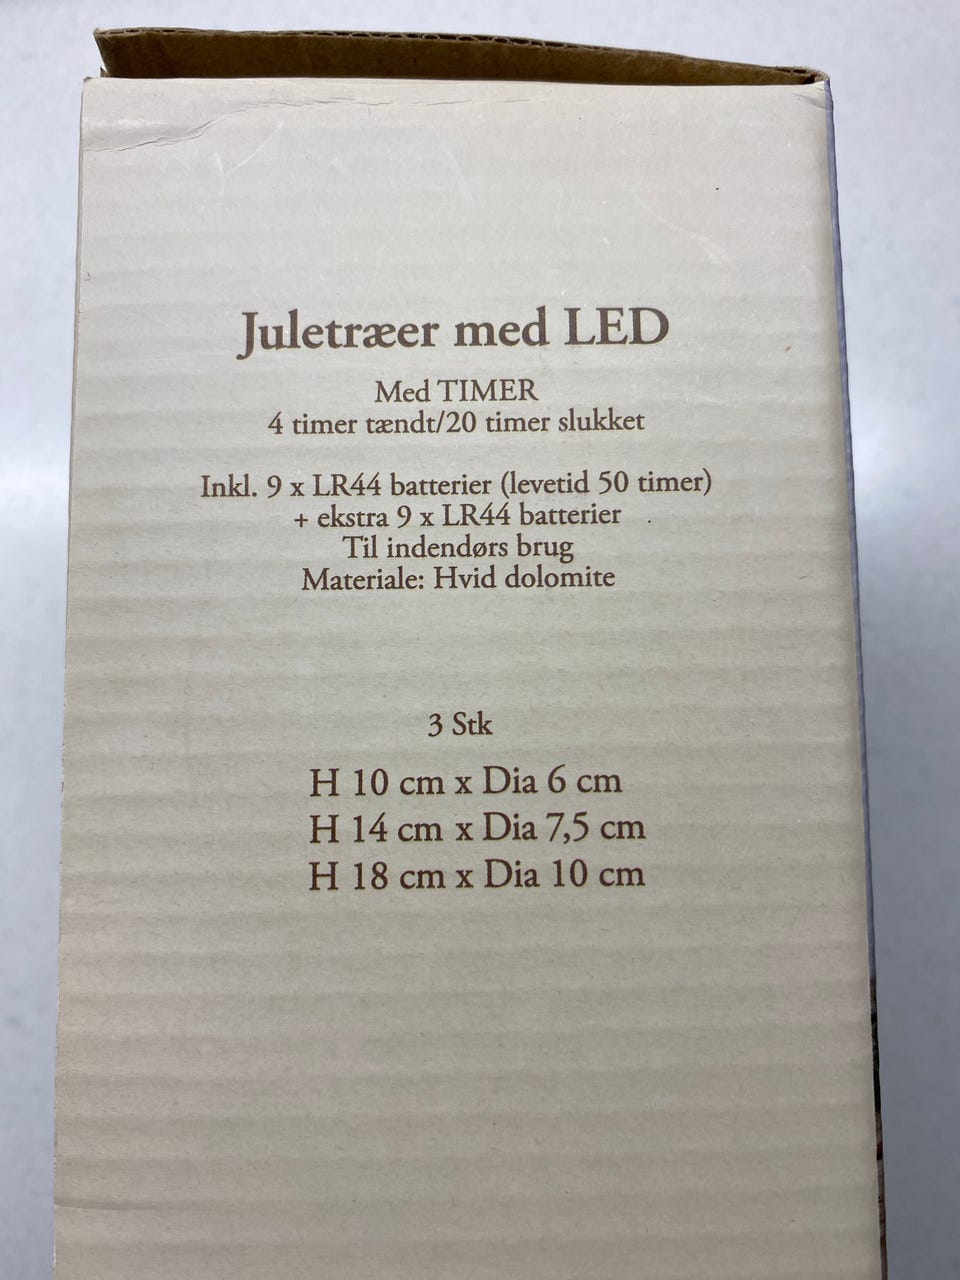 Juletræer med LED
Med TIMER
4 timer tændt/20 timer slukket
Inkl. 9 x LR44 batterier (levetid 50 timer)
+ ekstra 9 x LR44 batterier
Til indendørs brug
Materiale: Hvid dolomite
3 Stk
H 10 cm x Dia 6 cm
H 14 cm x Dia 7,5 cm
H 18 cm x Dia 10 cm